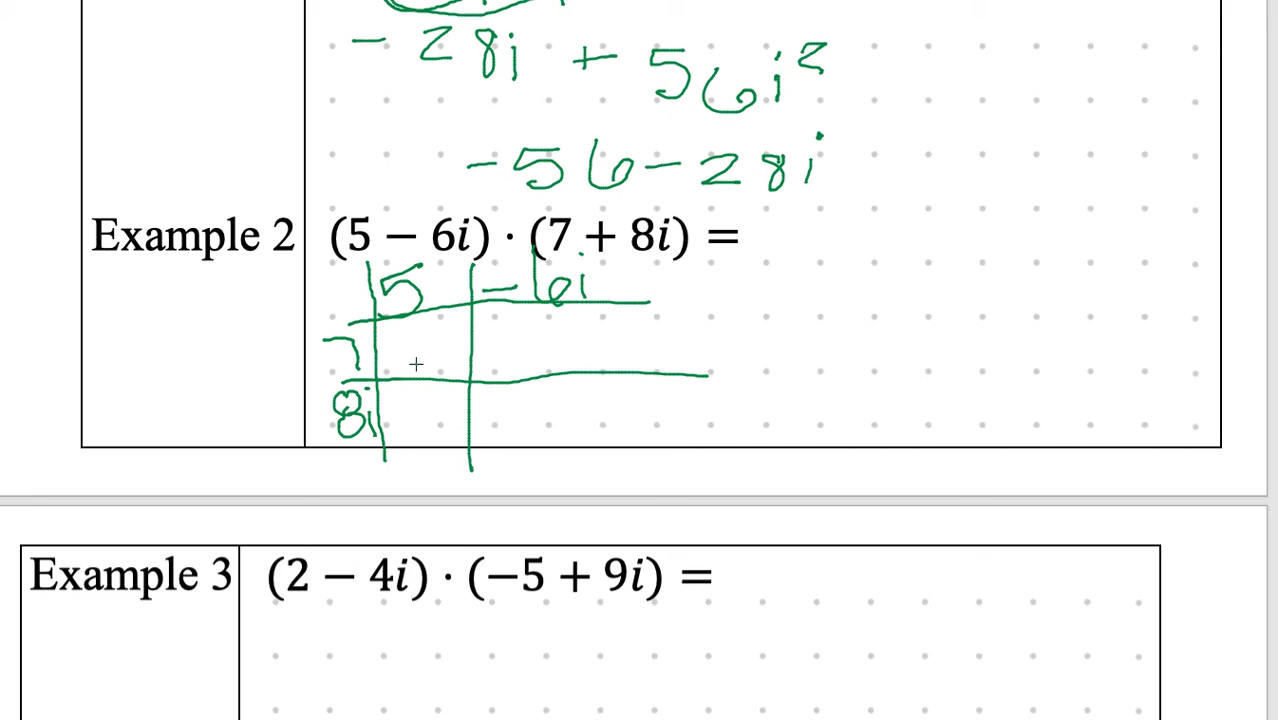 - 28i + 56i²
-56-28i
Example 2 (5 − 6i) · (7 + 8i) =
5 -6i
7
8i
Example 3 (2 − 4i) · (−5 + 9i) =